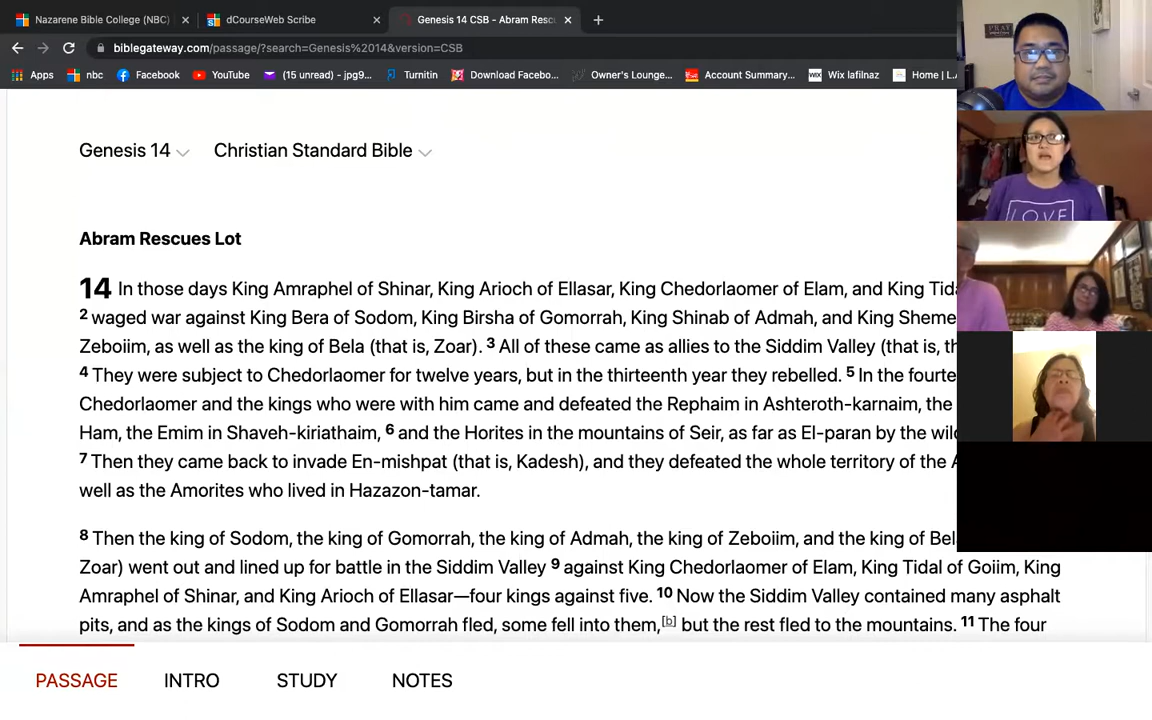 Nazarene Bible College (NBC) dCourseWeb Scribe Genesis 14 CSB - Abram Rescu
biblegateway.com/passage/?search=Genesis%2014&version=CSB
Apps nbc Facebook YouTube (15 unread) - jpg9... Turnitin Download Facebo... Owner's Lounge... Account Summary... WIX Wix lafilnaz Home | L.
PRAY
Genesis 14 Christian Standard Bible
LOVE
Abram Rescues Lot
14 In those days King Amraphel of Shinar, King Arioch of Ellasar, King Chedorlaomer of Elam, and King Tida
2 waged war against King Bera of Sodom, King Birsha of Gomorrah, King Shinab of Admah, and King Sheme
Zeboiim, as well as the king of Bela (that is, Zoar). 3 All of these came as allies to the Siddim Valley (that is, th
4 They were subject to Chedorlaomer for twelve years, but in the thirteenth year they rebelled. 5 In the fourte
Chedorlaomer and the kings who were with him came and defeated the Rephaim in Ashteroth-karnaim, the
Ham, the Emim in Shaveh-kiriathaim, 6 and the Horites in the mountains of Seir, as far as El-paran by the wil
7 Then they came back to invade En-mishpat (that is, Kadesh), and they defeated the whole territory of the A
well as the Amorites who lived in Hazazon-tamar.
8 Then the king of Sodom, the king of Gomorrah, the king of Admah, the king of Zeboiim, and the king of Bel
Zoar) went out and lined up for battle in the Siddim Valley 9 against King Chedorlaomer of Elam, King Tidal of Goiim, King
Amraphel of Shinar, and King Arioch of Ellasar—four kings against five. 10 Now the Siddim Valley contained many asphalt
pits, and as the kings of Sodom and Gomorrah fled, some fell into them,[b] but the rest fled to the mountains. 11 The four
PASSAGE INTRO STUDY NOTES